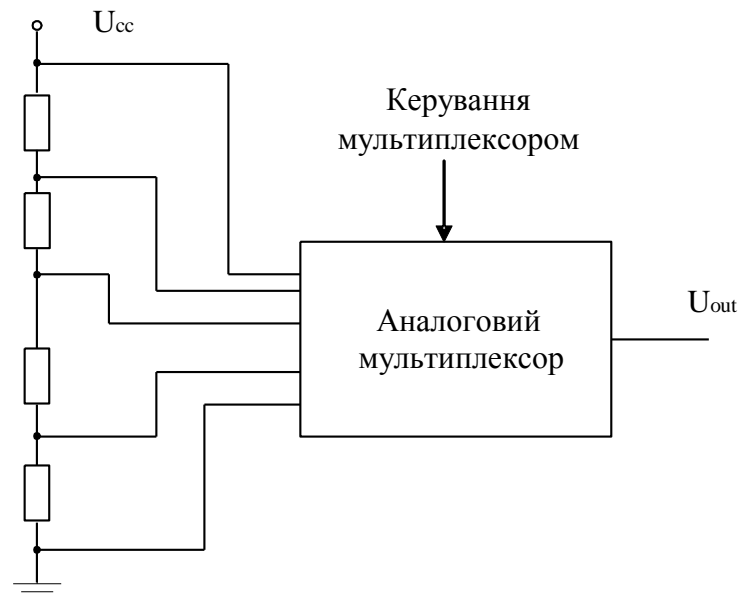 Ucc
Керування
мультиплексором
Аналоговий
мультиплексор
Uout